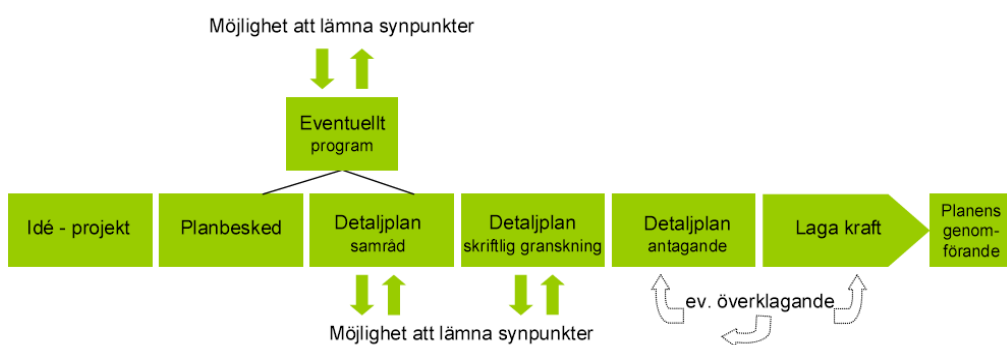 Möjlighet att lämna synpunkter
Eventuellt
program
Idé - projekt
Planbesked
Detaljplan
samråd
Detaljplan
skriftlig granskning
Detaljplan
antagande
Laga kraft
Planens
genom-
förande
Möjlighet att lämna synpunkter
ev. överklagande